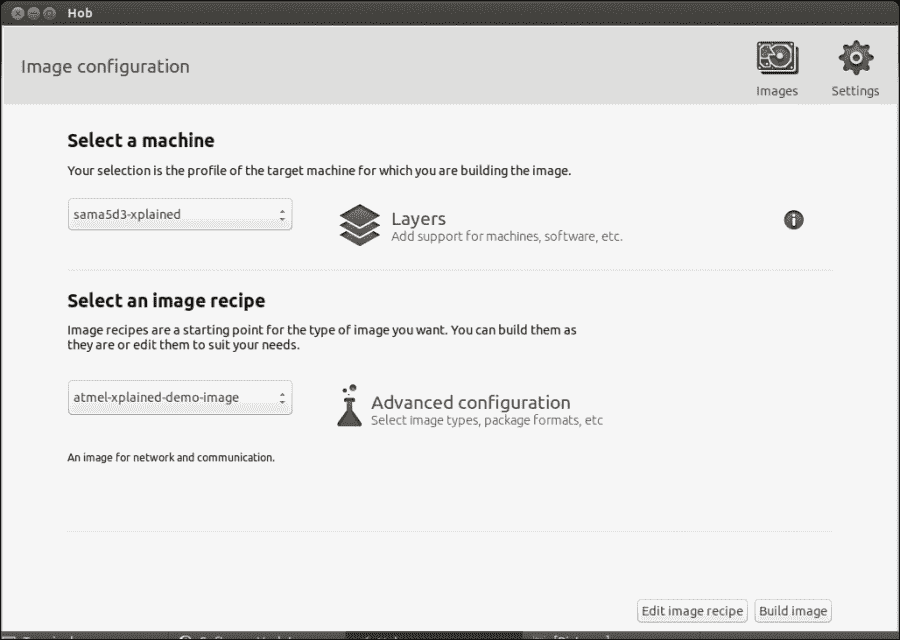 Hob
Image configuration
Images
Settings
Select a machine
Your selection is the profile of the target machine for which you are building the image.
sama5d3-xplained
Layers
Add support for machines, software, etc.
Select an image recipe
Image recipes are a starting point for the type of image you want. You can build them as
they are or edit them to suit your needs.
atmel-xplained-demo-image
Advanced configuration
Select image types, package formats, etc
An image for network and communication.
Edit image recipe
Build image